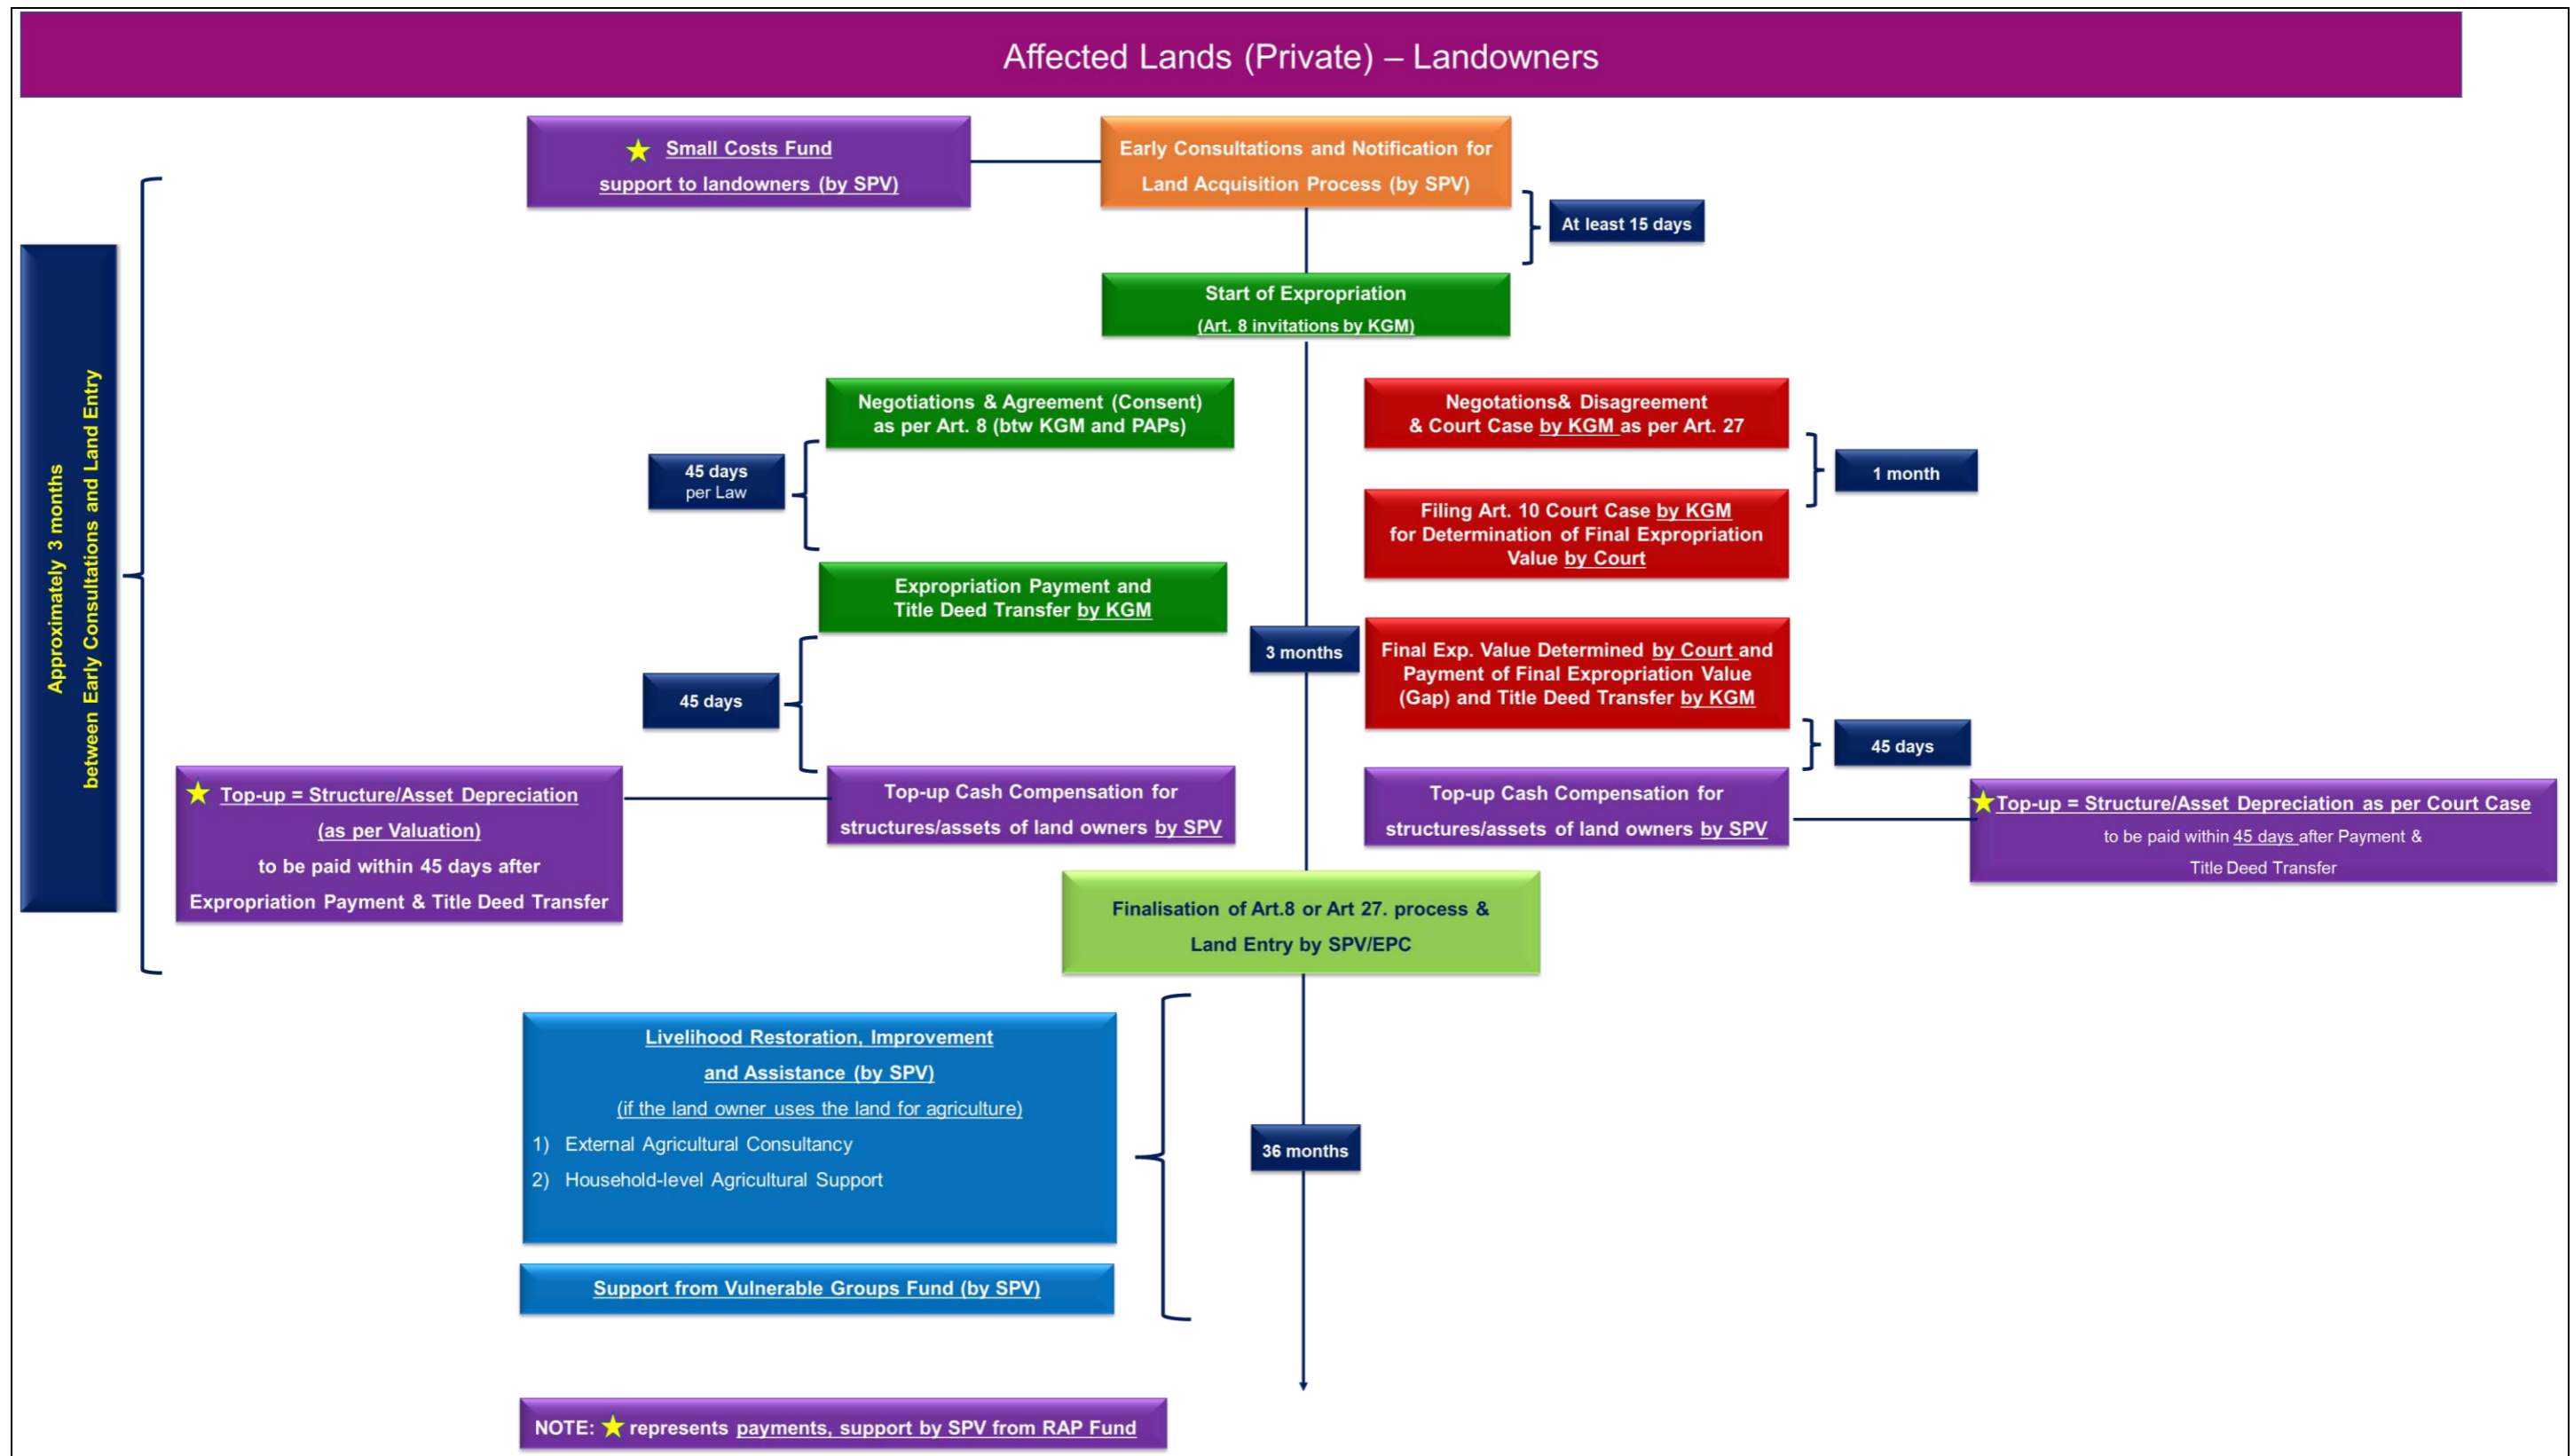 Affected Lands (Private) – Landowners
Small Costs Fund
support to landowners (by SPV)
Early Consultations and Notification for
Land Acquisition Process (by SPV)
At least 15 days
Start of Expropriation
(Art. 8 invitations by KGM)
Approximately 3 months
between Early Consultations and Land Entry
Negotiations & Agreement (Consent)
as per Art. 8 (btw KGM and PAPs)
45 days
per Law
Expropriation Payment and
Title Deed Transfer by KGM
45 days
Top-up Cash Compensation for
structures/assets of land owners by SPV
Top-up = Structure/Asset Depreciation
(as per Valuation)
to be paid within 45 days after
Expropriation Payment & Title Deed Transfer
3 months
Negotations& Disagreement
& Court Case by KGM as per Art. 27
1 month
Filing Art. 10 Court Case by KGM
for Determination of Final Expropriation
Value by Court
Final Exp. Value Determined by Court and
Payment of Final Expropriation Value
(Gap) and Title Deed Transfer by KGM
45 days
Top-up Cash Compensation for
structures/assets of land owners by SPV
Top-up = Structure/Asset Depreciation as per Court Case
to be paid within 45 days after Payment &
Title Deed Transfer
Finalisation of Art.8 or Art 27. process &
Land Entry by SPV/EPC
Livelihood Restoration, Improvement
and Assistance (by SPV)
(if the land owner uses the land for agriculture)
1) External Agricultural Consultancy
2) Household-level Agricultural Support
36 months
Support from Vulnerable Groups Fund (by SPV)
NOTE: ★ represents payments, support by SPV from RAP Fund